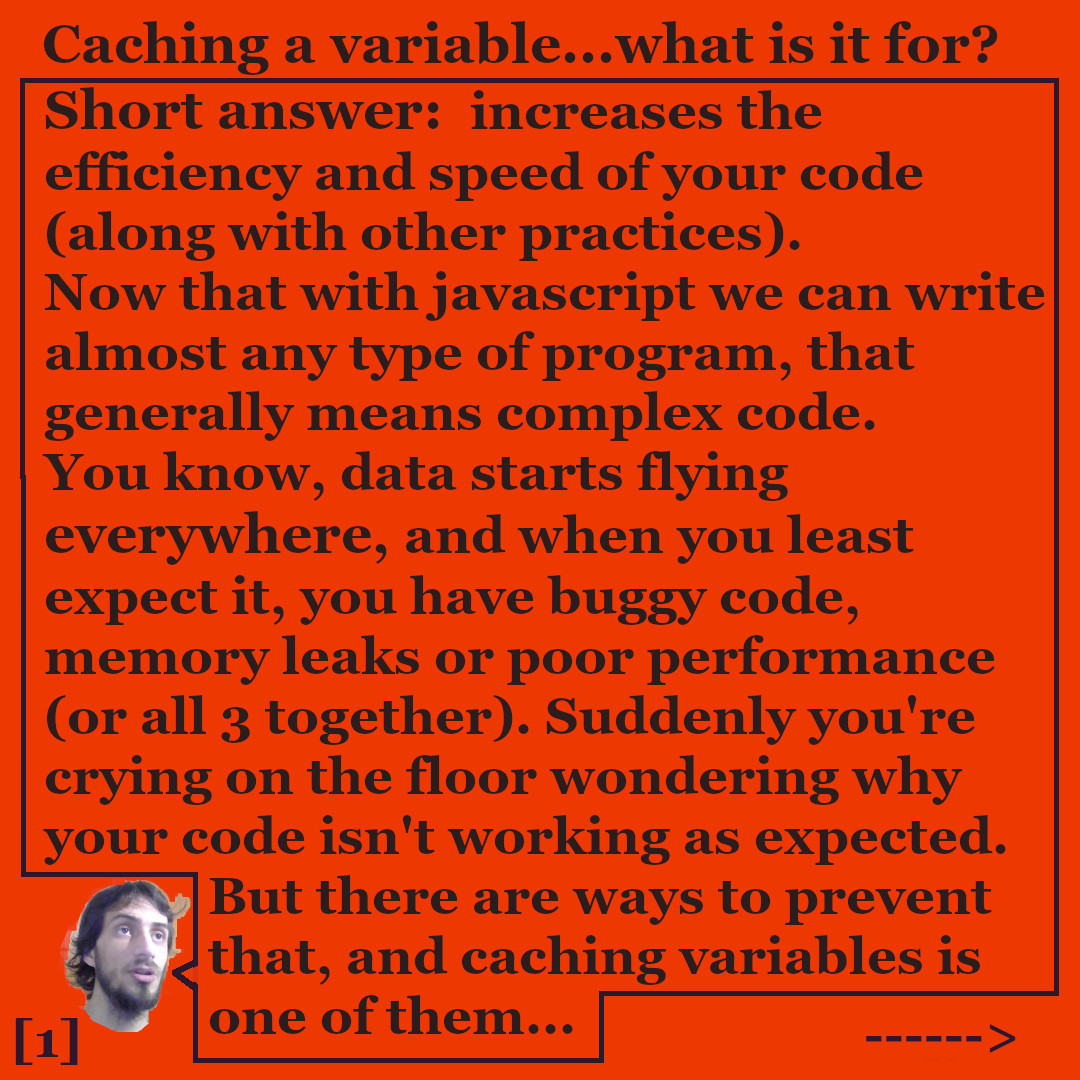 Caching a variable...what is it for?
Short answer: increases the
efficiency and speed of your code
(along with other practices).
Now that with javascript we can write
almost any type of program, that
generally means complex code.
You know, data starts flying
everywhere, and when you least
expect it, you have buggy code,
memory leaks or poor performance
(or all 3 together). Suddenly you're
crying on the floor wondering why
your code isn't working as expected.
But there are ways to prevent
that, and caching variables is
one of them...
[1]
------>